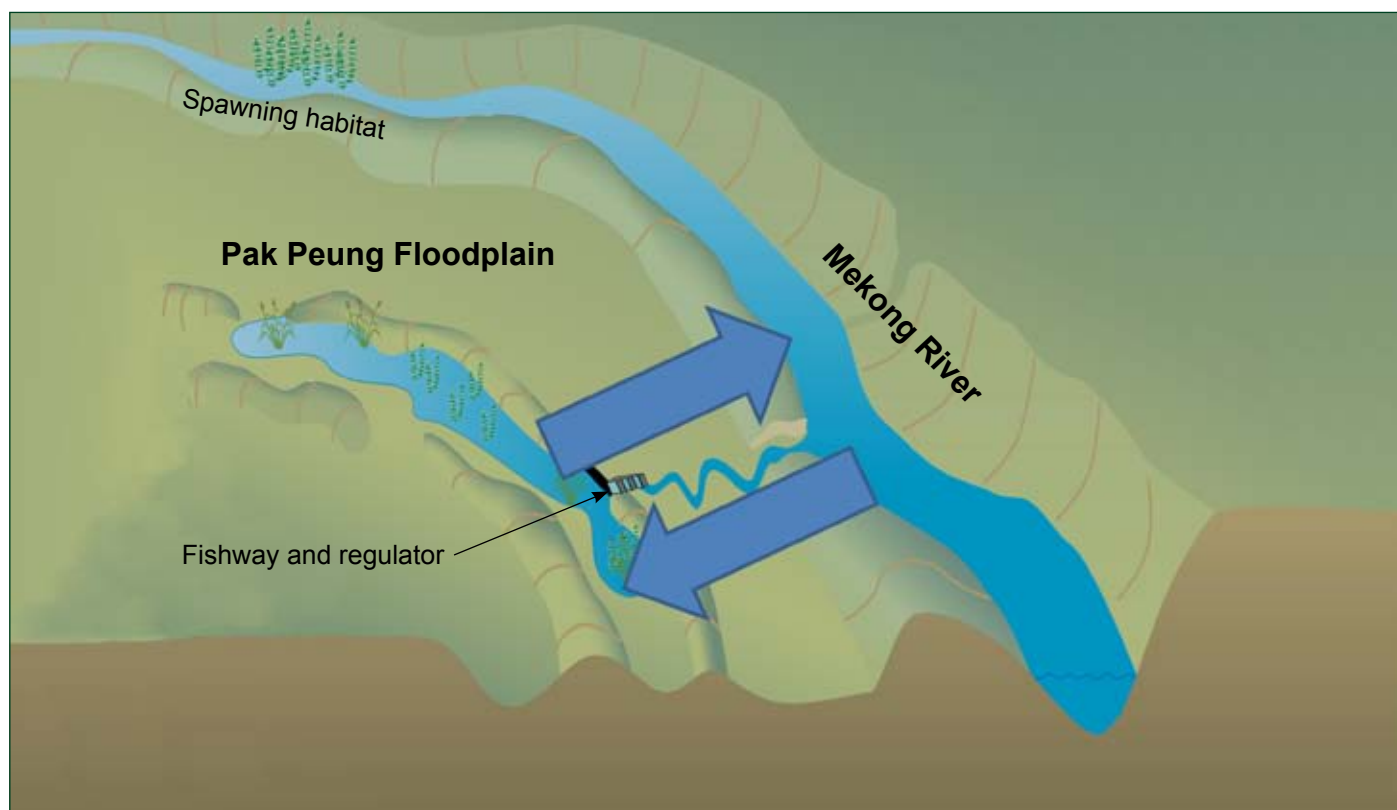 Spawning habitat
Pak Peung Floodplain
Mekong River
Fishway and regulator